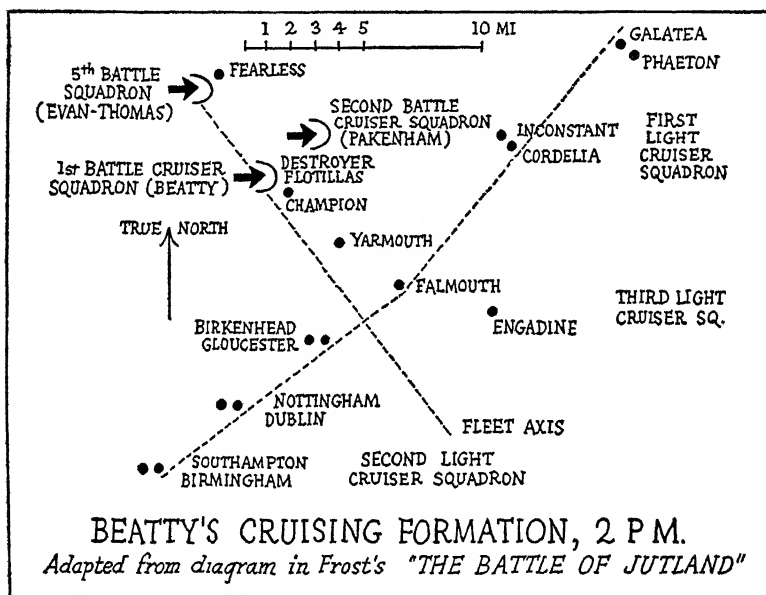 1 2 3 4 5 10 MI
GALATEA
PHAETON
5th BATTLE
SQUADRON
(EVAN-THOMAS)
FEARLESS
SECOND BATTLE
CRUISER SQUADRON
(PAKENHAM)
INCONSTANT
CORDELIA
FIRST
LIGHT
CRUISER
SQUADRON
1st BATTLE CRUISER
SQUADRON (BEATTY)
DESTROYER
FLOTILLAS
CHAMPION
TRUE NORTH
YARMOUTH
FALMOUTH
ENGADINE
THIRD LIGHT
CRUISER SQ.
BIRKENHEAD
GLOUCESTER
NOTTINGHAM
DUBLIN
FLEET AXIS
SOUTHAMPTON
BIRMINGHAM
SECOND LIGHT
CRUISER SQUADRON
BEATTY'S CRUISING FORMATION, 2 P.M.
Adapted from diagram in Frost's "THE BATTLE OF JUTLAND"